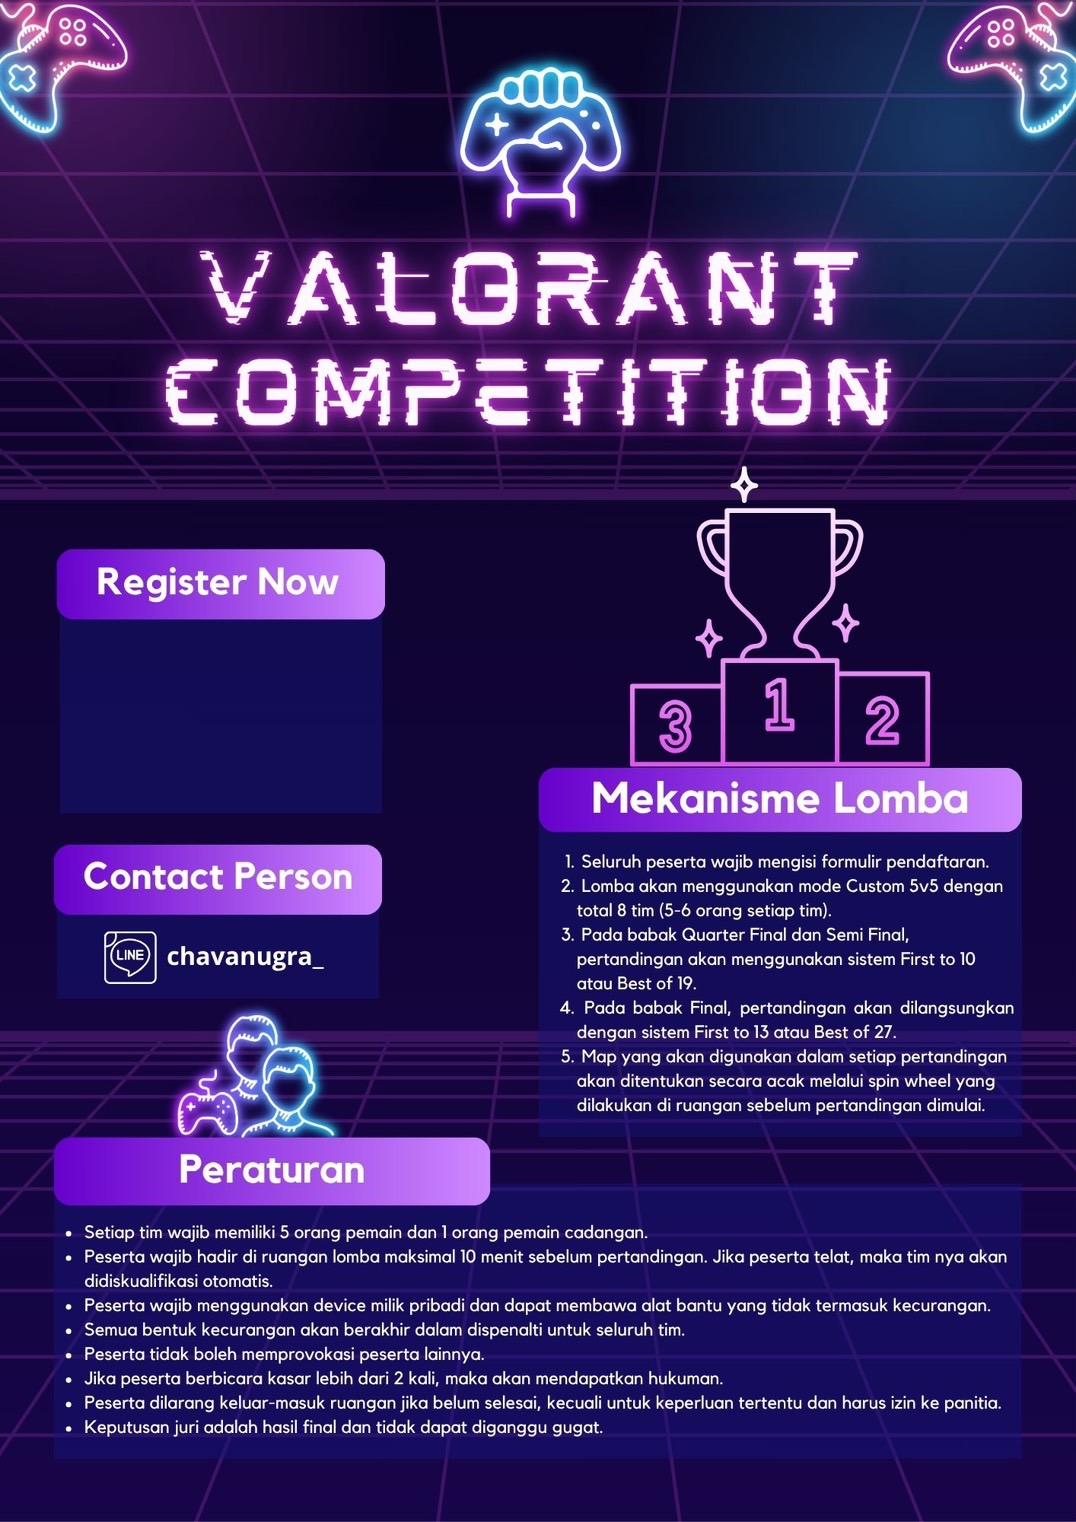 VALORANT
COMPETITION
Register Now
Contact Person
LINE
chavanugra_
3
1
2
Mekanisme Lomba
1. Seluruh peserta wajib mengisi formulir pendaftaran.
2. Lomba akan menggunakan mode Custom 5v5 dengan
total 8 tim (5-6 orang setiap tim).
3. Pada babak Quarter Final dan Semi Final,
pertandingan akan menggunakan sistem First to 10
atau Best of 19.
4. Pada babak Final, pertandingan akan dilangsungkan
dengan sistem First to 13 atau Best of 27.
5. Map yang akan digunakan dalam setiap pertandingan
akan ditentukan secara acak melalui spin wheel yang
dilakukan di ruangan sebelum pertandingan dimulai.
Peraturan
• Setiap tim wajib memiliki 5 orang pemain dan 1 orang pemain cadangan.
• Peserta wajib hadir di ruangan lomba maksimal 10 menit sebelum pertandingan. Jika peserta telat, maka tim nya akan
didiskualifikasi otomatis.
• Peserta wajib menggunakan device milik pribadi dan dapat membawa alat bantu yang tidak termasuk kecurangan.
• Semua bentuk kecurangan akan berakhir dalam dispenalti untuk seluruh tim.
• Peserta tidak boleh memprovokasi peserta lainnya.
• Jika peserta berbicara kasar lebih dari 2 kali, maka akan mendapatkan hukuman.
• Peserta dilarang keluar-masuk ruangan jika belum selesai, kecuali untuk keperluan tertentu dan harus izin ke panitia.
• Keputusan juri adalah hasil final dan tidak dapat diganggu gugat.